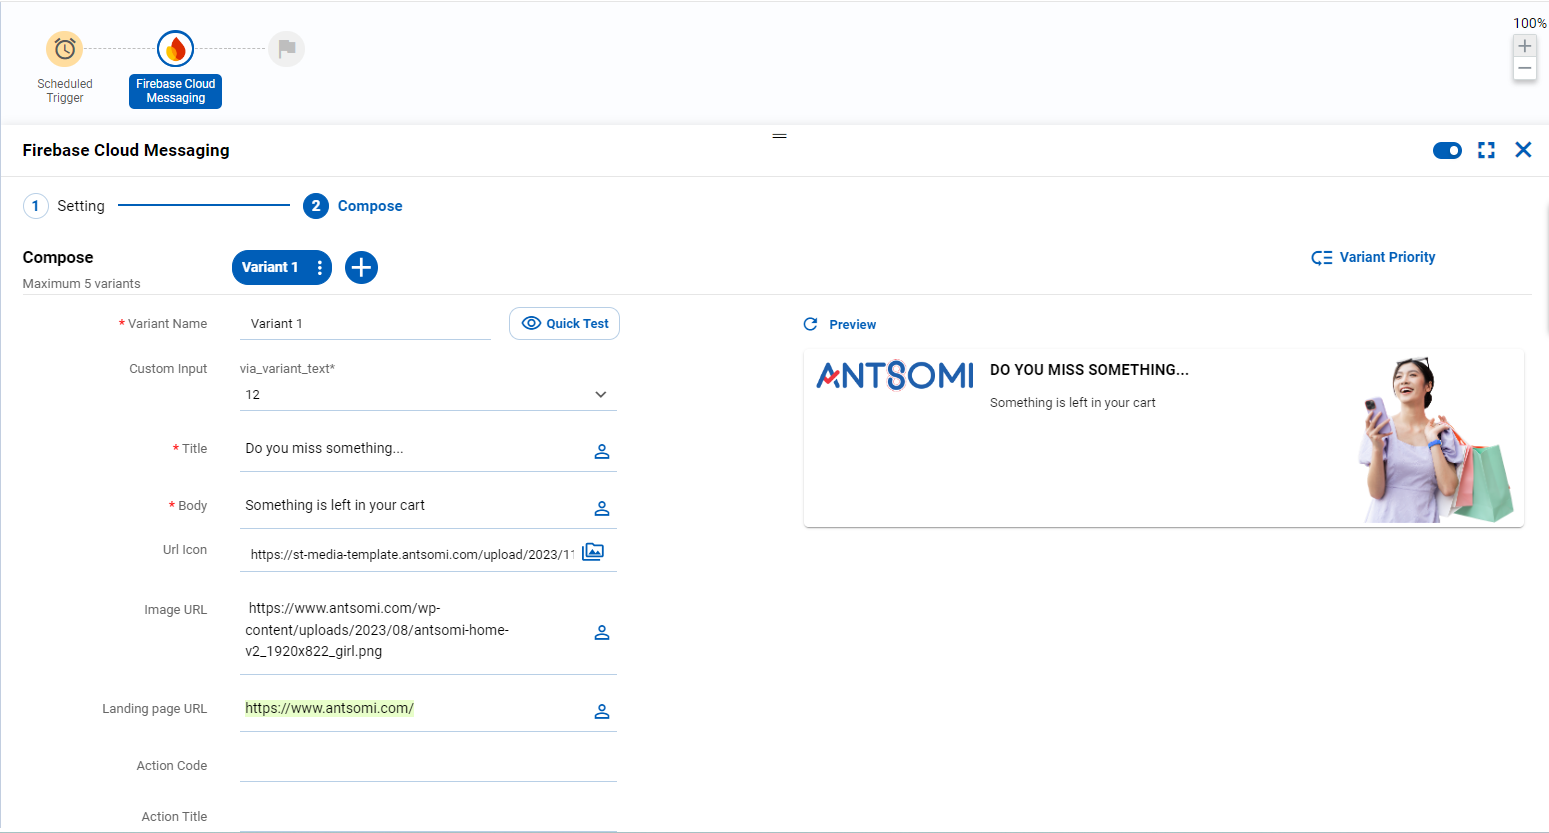 100%
Scheduled
Trigger
Firebase Cloud
Messaging
Firebase Cloud Messaging
1 Setting
2 Compose
Compose
Maximum 5 variants
Variant 1
Variant Priority
* Variant Name
Variant 1
Quick Test
Custom Input
via_variant_text*
12
* Title
Do you miss something...
* Body
Something is left in your cart
Url Icon
https://st-media-template.antsomi.com/upload/2023/11
Image URL
https://www.antsomi.com/wp-
content/uploads/2023/08/antsomi-home-
v2_1920x822_girl.png
Landing page URL
https://www.antsomi.com/
Action Code
Action Title
Preview
ANTSOMI
DO YOU MISS SOMETHING...
Something is left in your cart